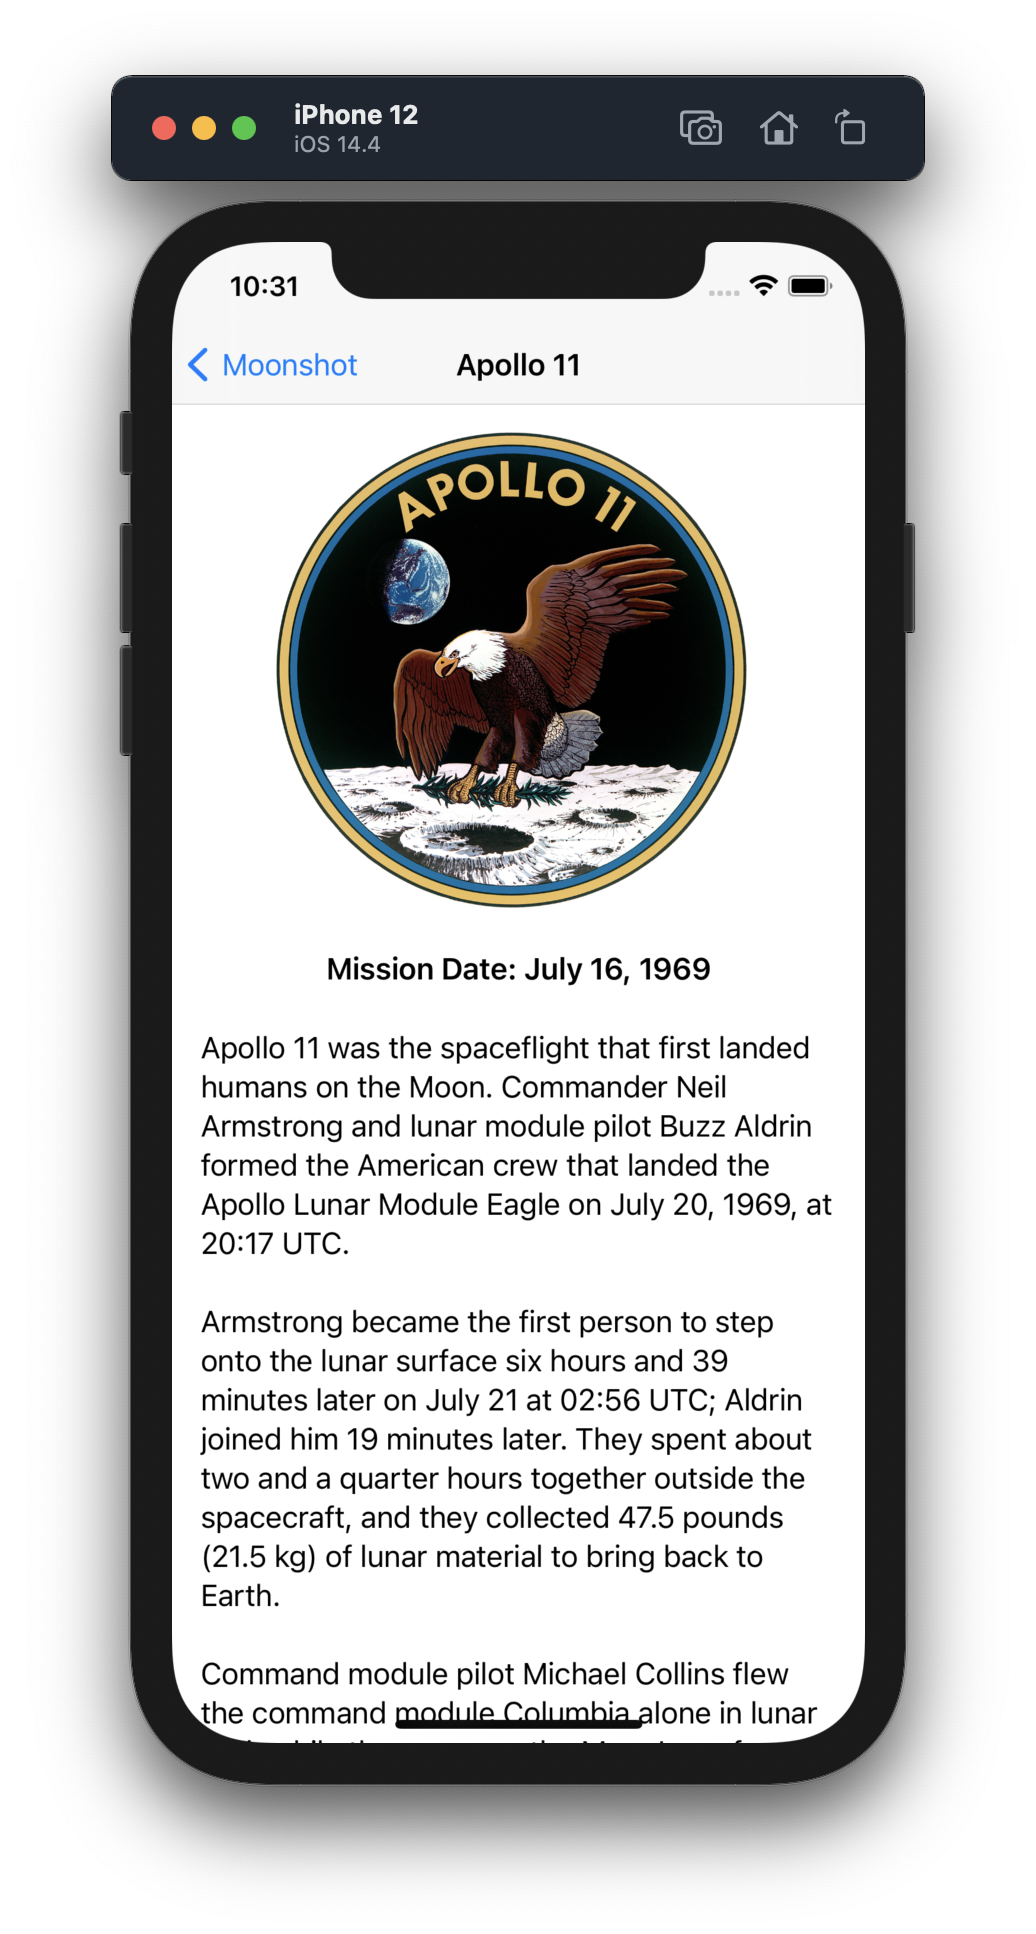 iPhone 12
iOS 14.4
10:31
Moonshot
Apollo 11
APOLLO 11
Mission Date: July 16, 1969
Apollo 11 was the spaceflight that first landed
humans on the Moon. Commander Neil
Armstrong and lunar module pilot Buzz Aldrin
formed the American crew that landed the
Apollo Lunar Module Eagle on July 20, 1969, at
20:17 UTC.
Armstrong became the first person to step
onto the lunar surface six hours and 39
minutes later on July 21 at 02:56 UTC; Aldrin
joined him 19 minutes later. They spent about
two and a quarter hours together outside the
spacecraft, and they collected 47.5 pounds
(21.5 kg) of lunar material to bring back to
Earth.
Command module pilot Michael Collins flew
the command module Columbia alone in lunar